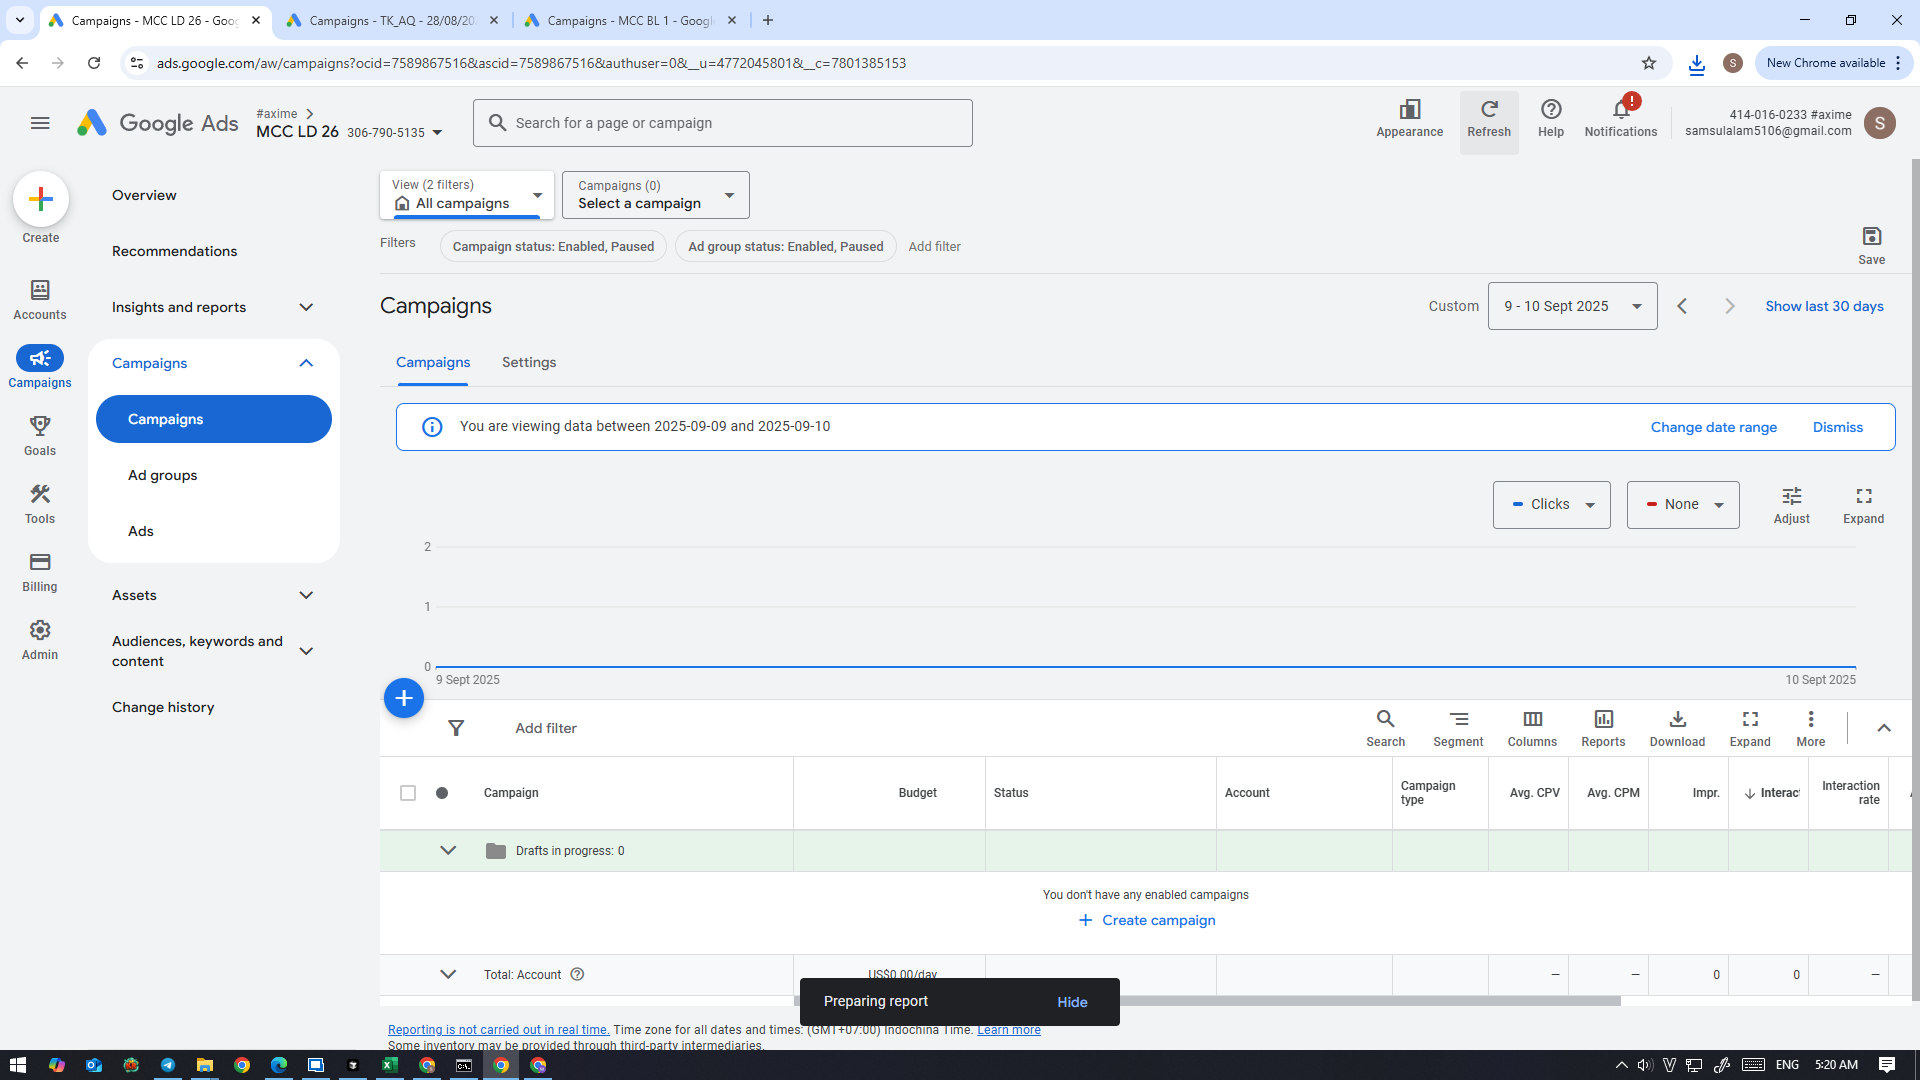 Campaigns - MCC LD 26 - Goog
Campaigns - TK_AQ - 28/08/20
Campaigns - MCC BL 1 - Google
ads.google.com/aw/campaigns?ocid=7589867516&ascid=7589867516&authuser=0&__u=4772045801&__c=7801385153
S
New Chrome available
Google Ads
#axime
MCC LD 26 306-790-5135
Search for a page or campaign
Appearance
Refresh
Help
!
Notifications
414-016-0233 #axime
samsulalam5106@gmail.com
S
Create
Accounts
Campaigns
Goals
Tools
Billing
Admin
Overview
Recommendations
Insights and reports
Campaigns
Campaigns
Ad groups
Ads
Assets
Audiences, keywords and
content
Change history
View (2 filters)
All campaigns
Campaigns (0)
Select a campaign
Filters
Campaign status: Enabled, Paused
Ad group status: Enabled, Paused
Add filter
Save
Campaigns
Custom
9 - 10 Sept 2025
Show last 30 days
Campaigns
Settings
You are viewing data between 2025-09-09 and 2025-09-10
Change date range
Dismiss
Clicks
None
Adjust
Expand
2
1
0
9 Sept 2025
10 Sept 2025
Add filter
Search
Segment
Columns
Reports
Download
Expand
More
Campaign
Budget
Status
Account
Campaign
type
Avg. CPV
Avg. CPM
Impr.
Interac
Interaction
rate
Drafts in progress: 0
You don't have any enabled campaigns
Create campaign
Total: Account
US$0.00/day
—
—
0
0
—
Preparing report
Hide
Reporting is not carried out in real time. Time zone for all dates and times: (GMT+07:00) Indochina Time. Learn more
Some inventory may be provided through third-party intermediaries.
ENG
5:20 AM